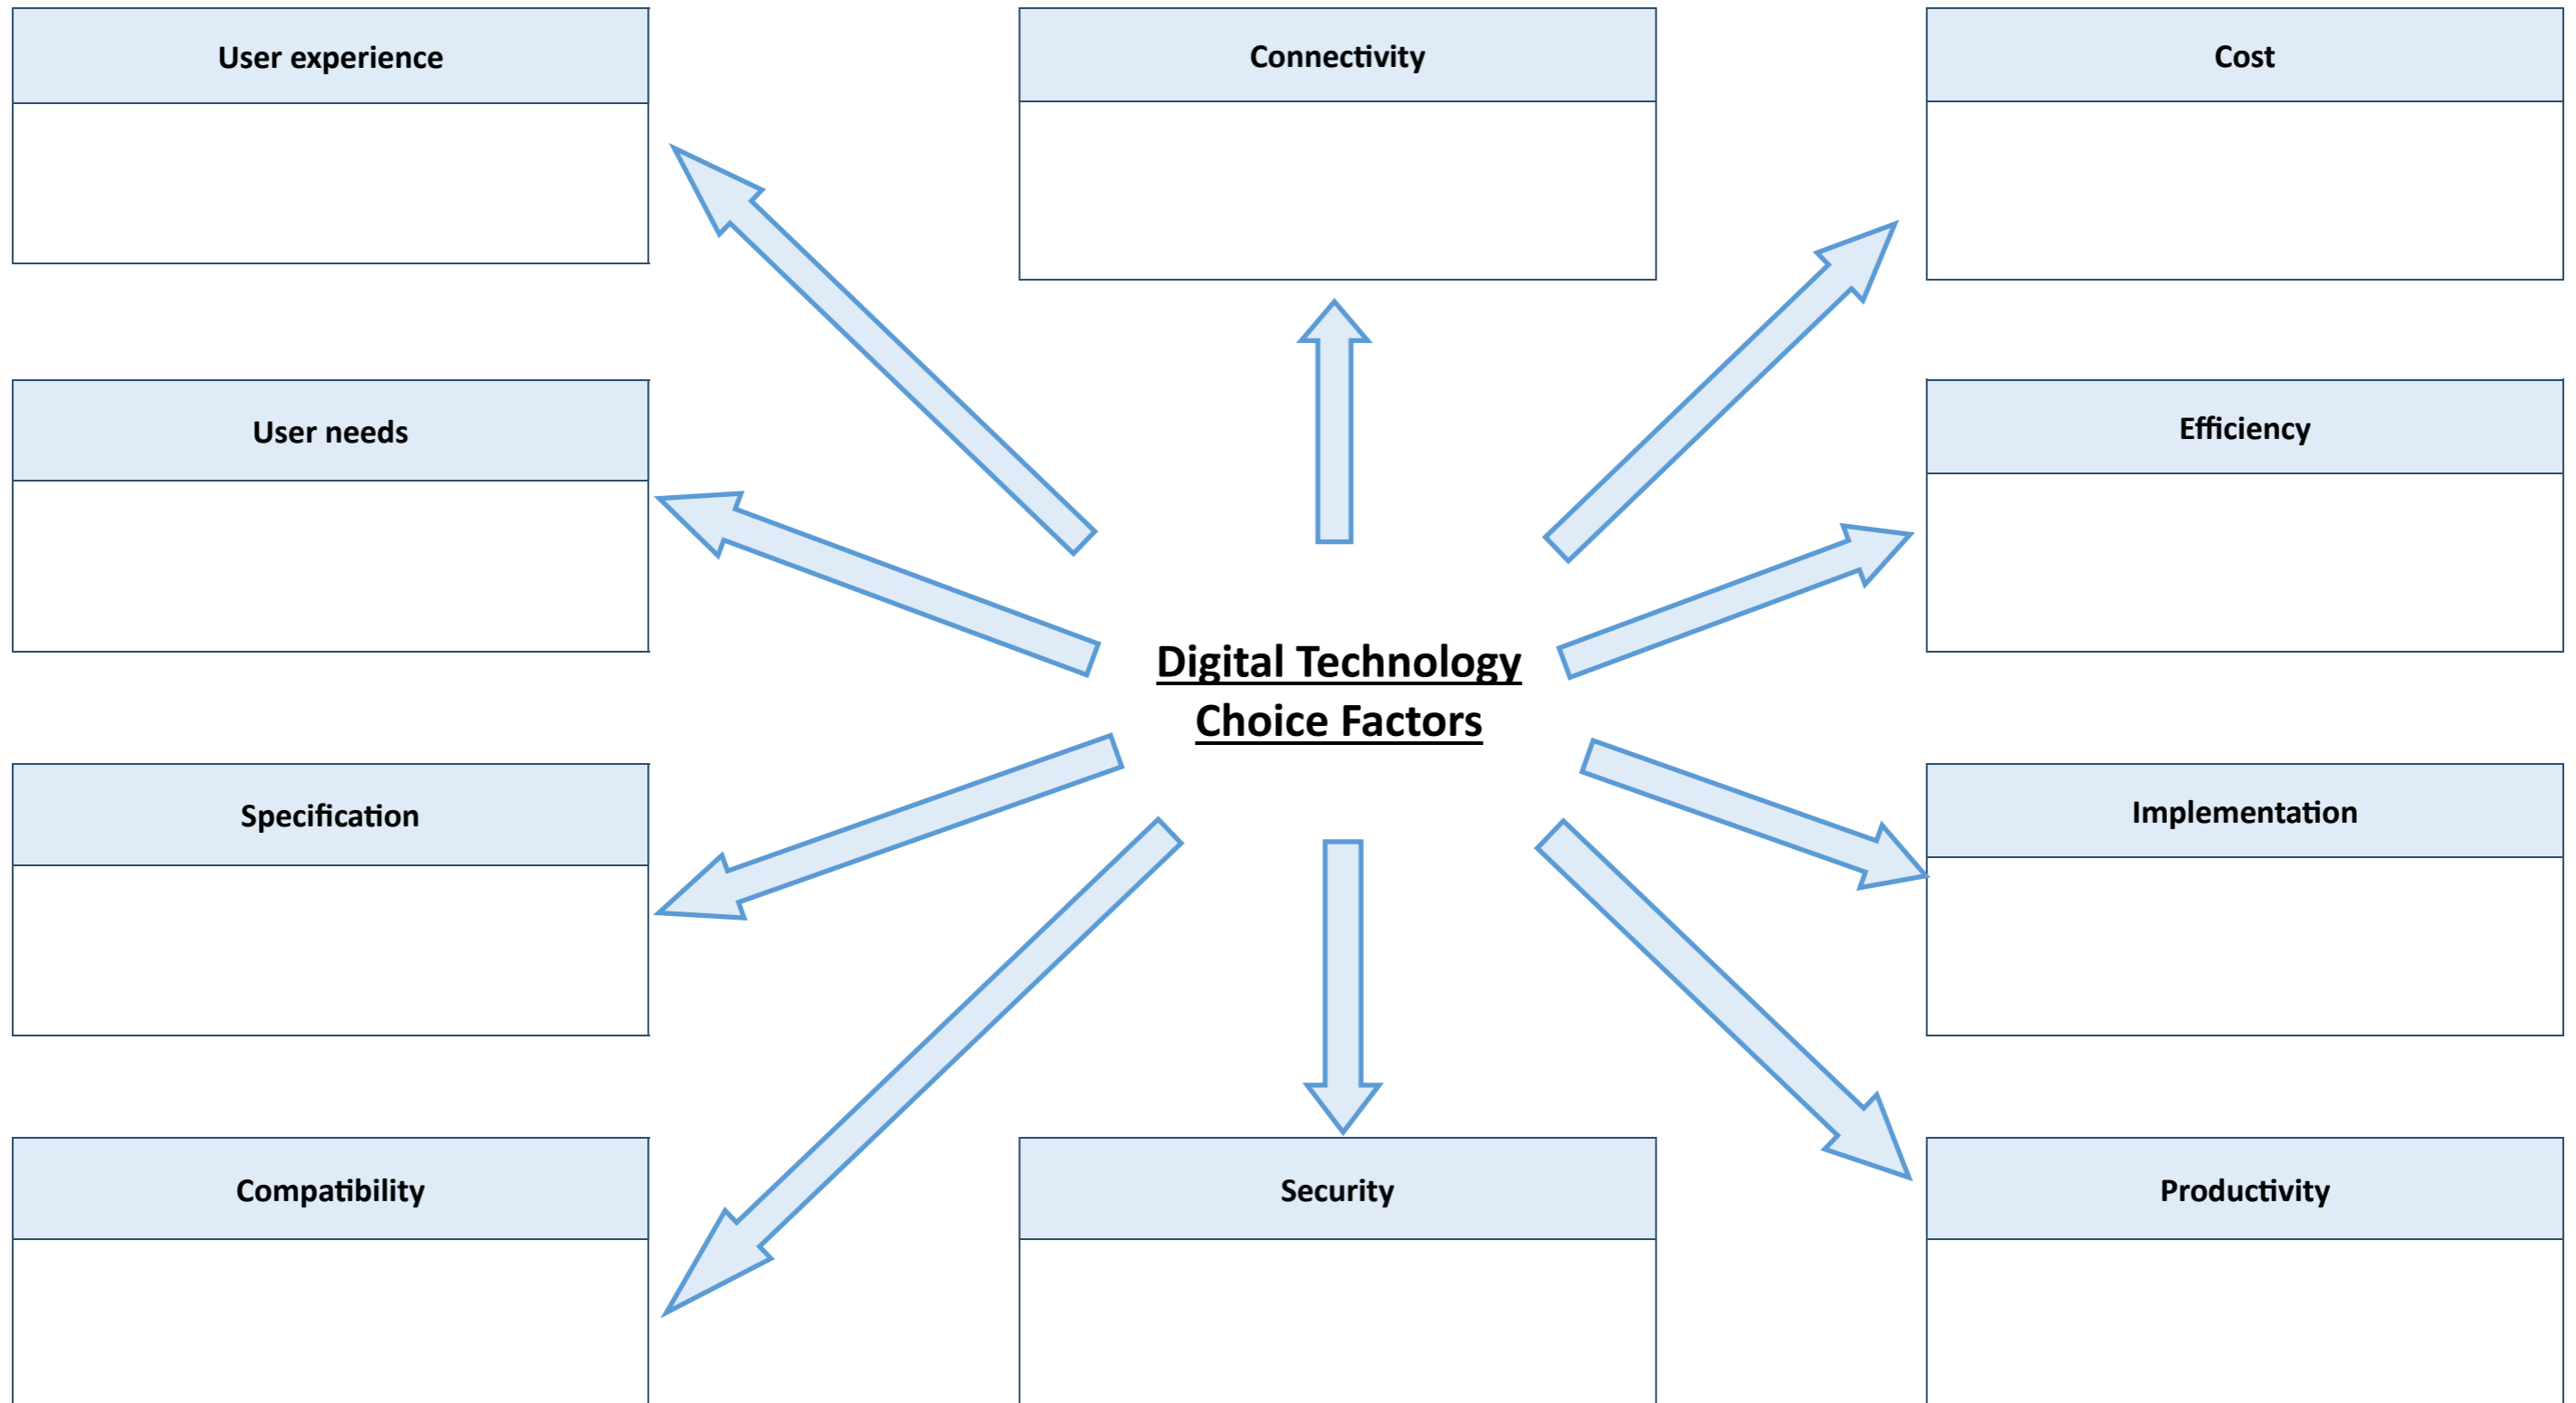 User experience
Connectivity
Cost
User needs
Efficiency
Digital Technology
Choice Factors
Specification
Implementation
Compatibility
Security
Productivity